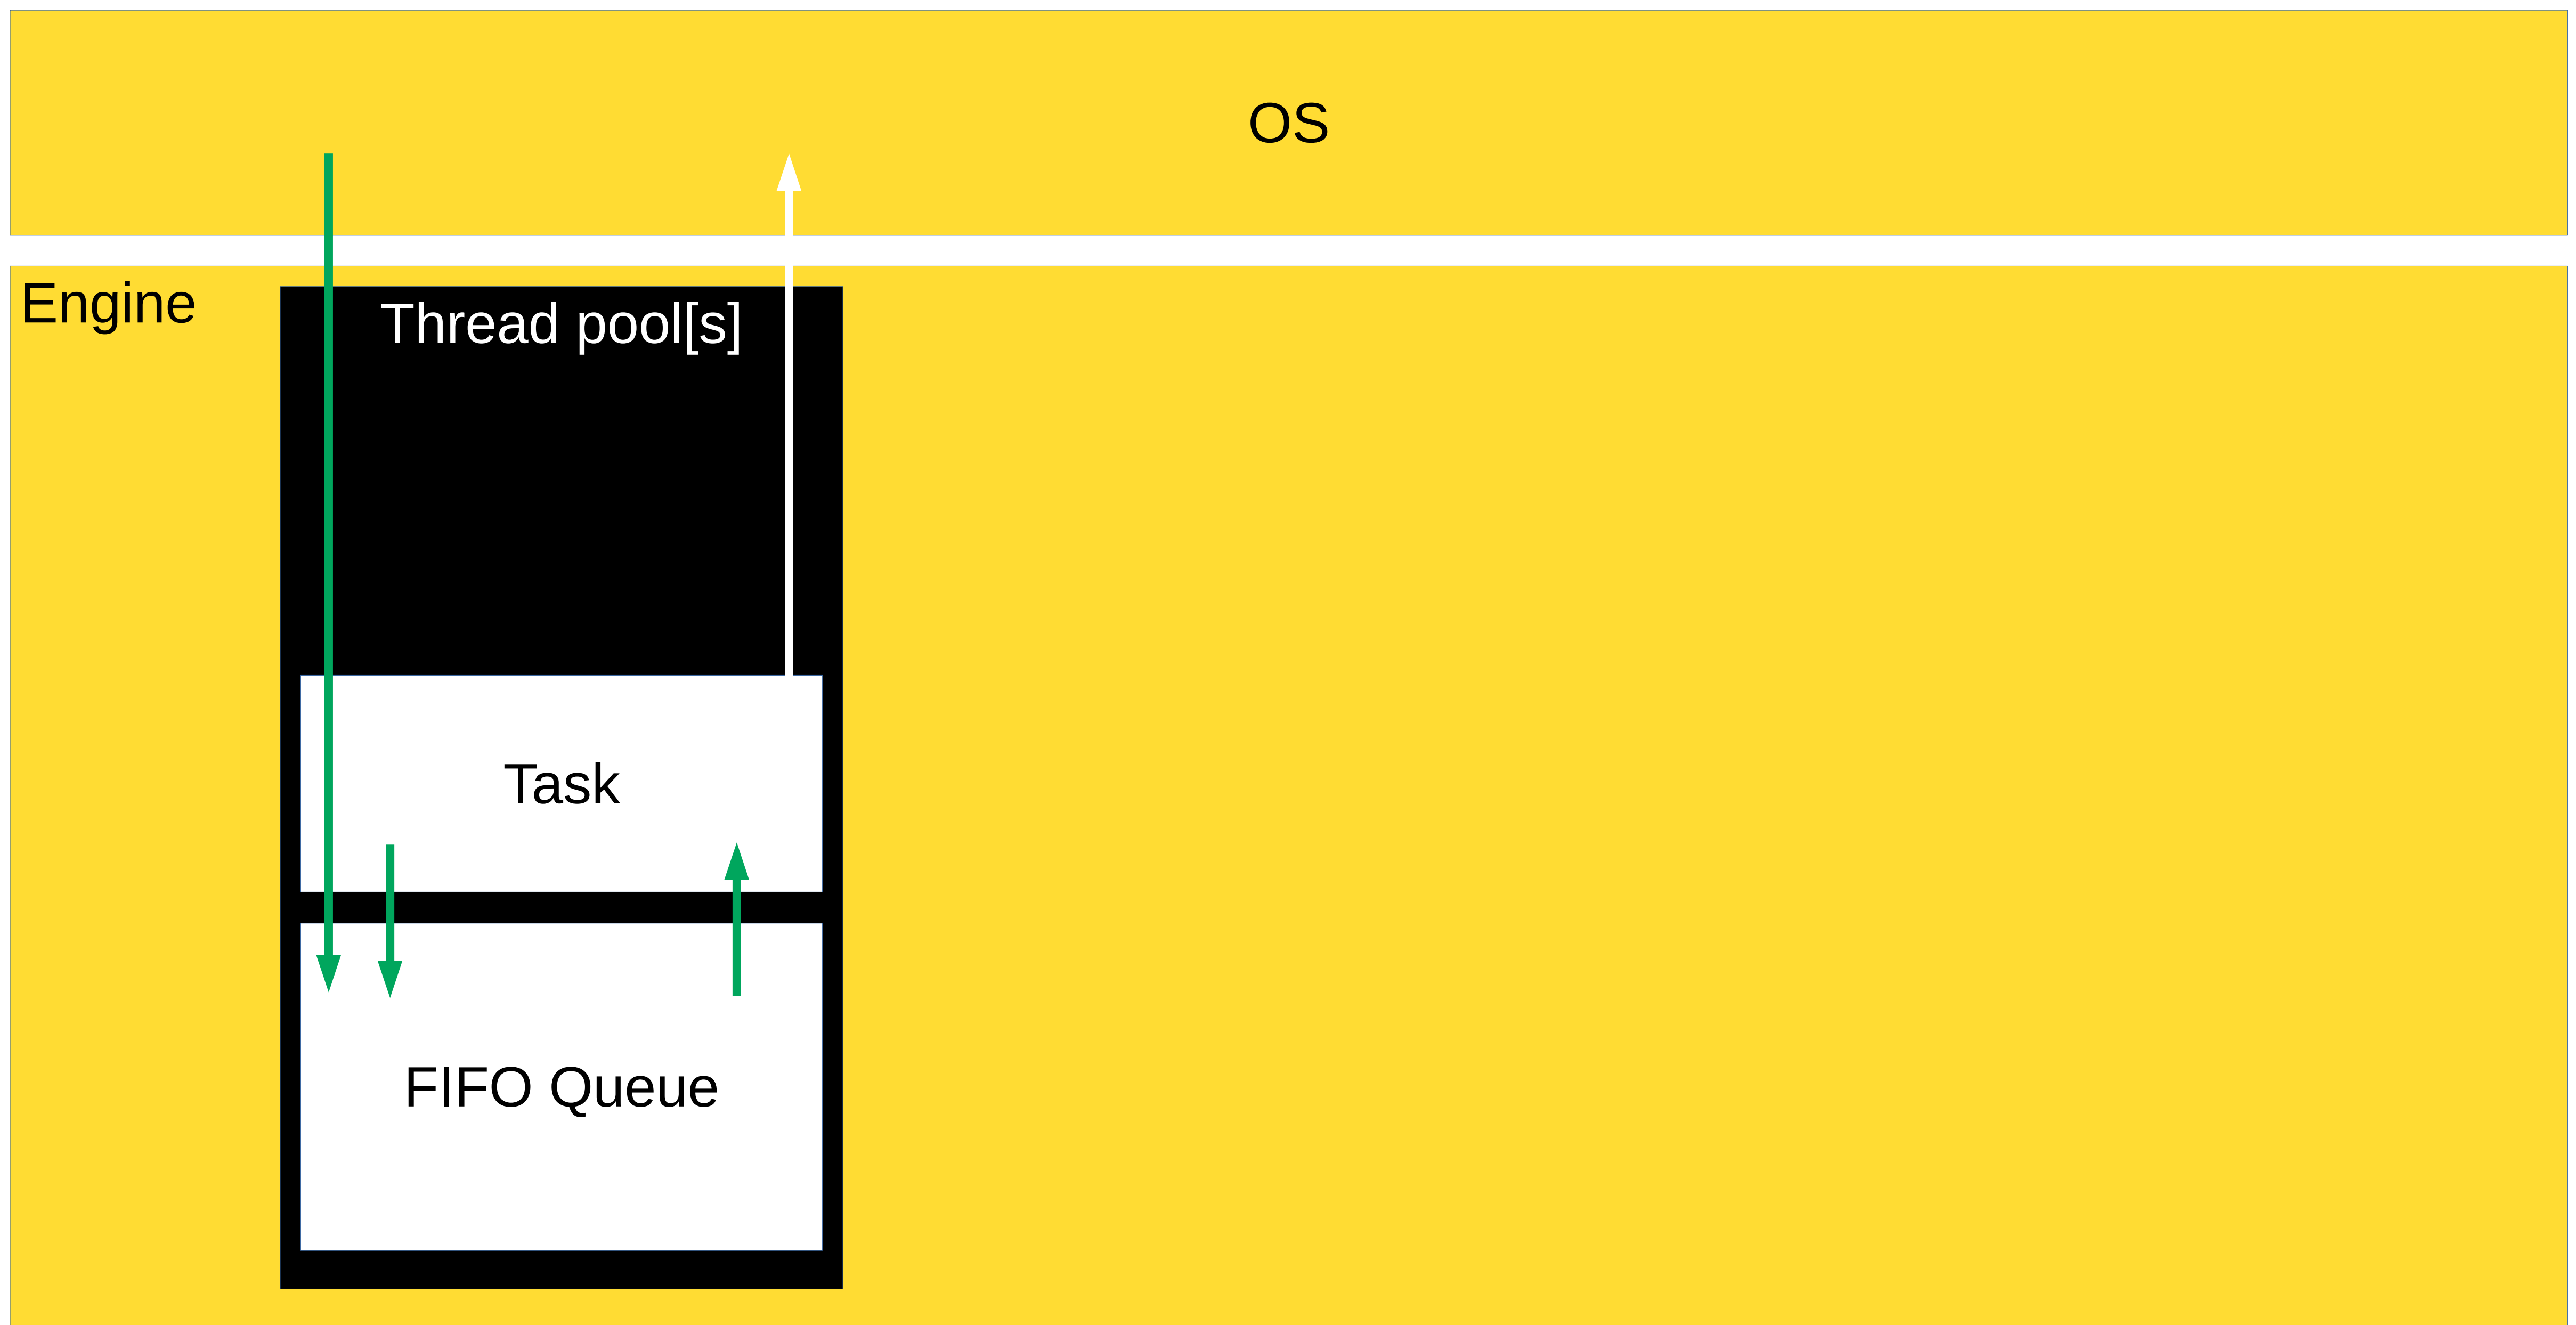 OS
Engine
Thread pool[s]
Task
FIFO Queue